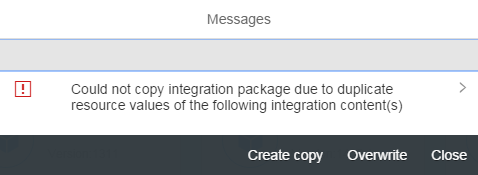 Messages
Could not copy integration package due to duplicate
resource values of the following integration content(s)
Create copy Overwrite Close